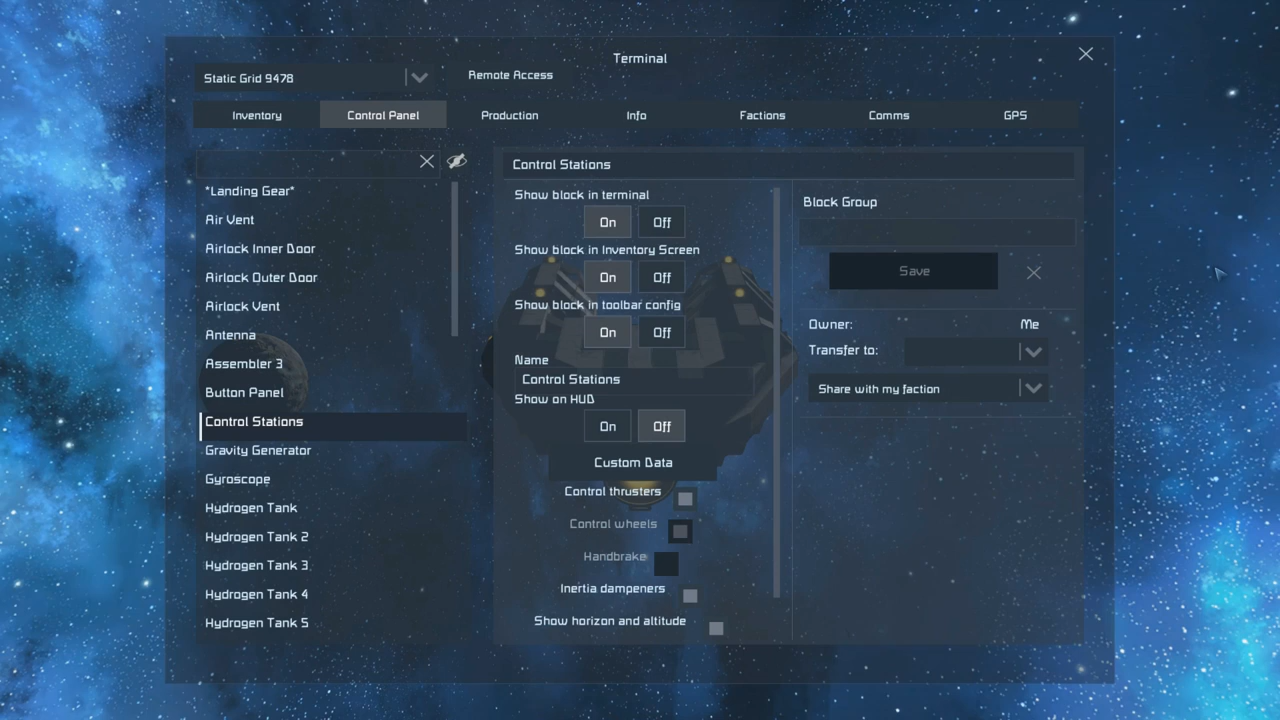 Terminal
Static Grid 9478
Remote Access
Inventory
Control Panel
Production
Info
Factions
Comms
GPS
*Landing Gear*
Air Vent
Airlock Inner Door
Airlock Outer Door
Airlock Vent
Antenna
Assembler 3
Button Panel
Control Stations
Gravity Generator
Gyroscope
Hydrogen Tank
Hydrogen Tank 2
Hydrogen Tank 3
Hydrogen Tank 4
Hydrogen Tank 5
Control Stations
Show block in terminal
On Off
Show block in Inventory Screen
On Off
Show block in toolbar config
On Off
Name
Control Stations
Show on HUD
On Off
Custom Data
Control thrusters
Control wheels
Handbrake
Inertia dampeners
Show horizon and altitude
Block Group
Save
Owner: Me
Transfer to:
Share with my faction